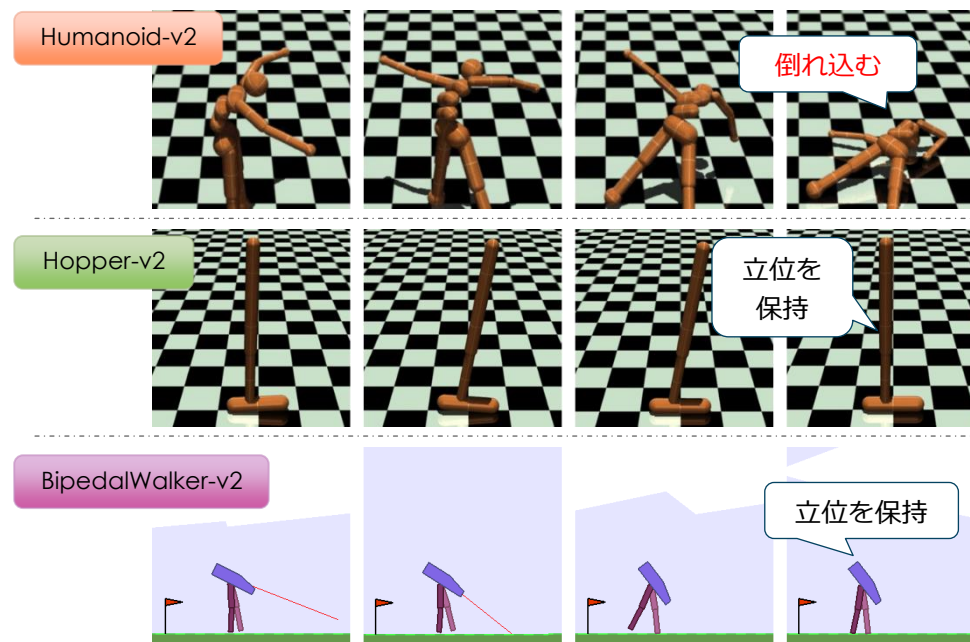 Humanoid-v2
倒れ込む
Hopper-v2
立位を
保持
BipedalWalker-v2
立位を保持